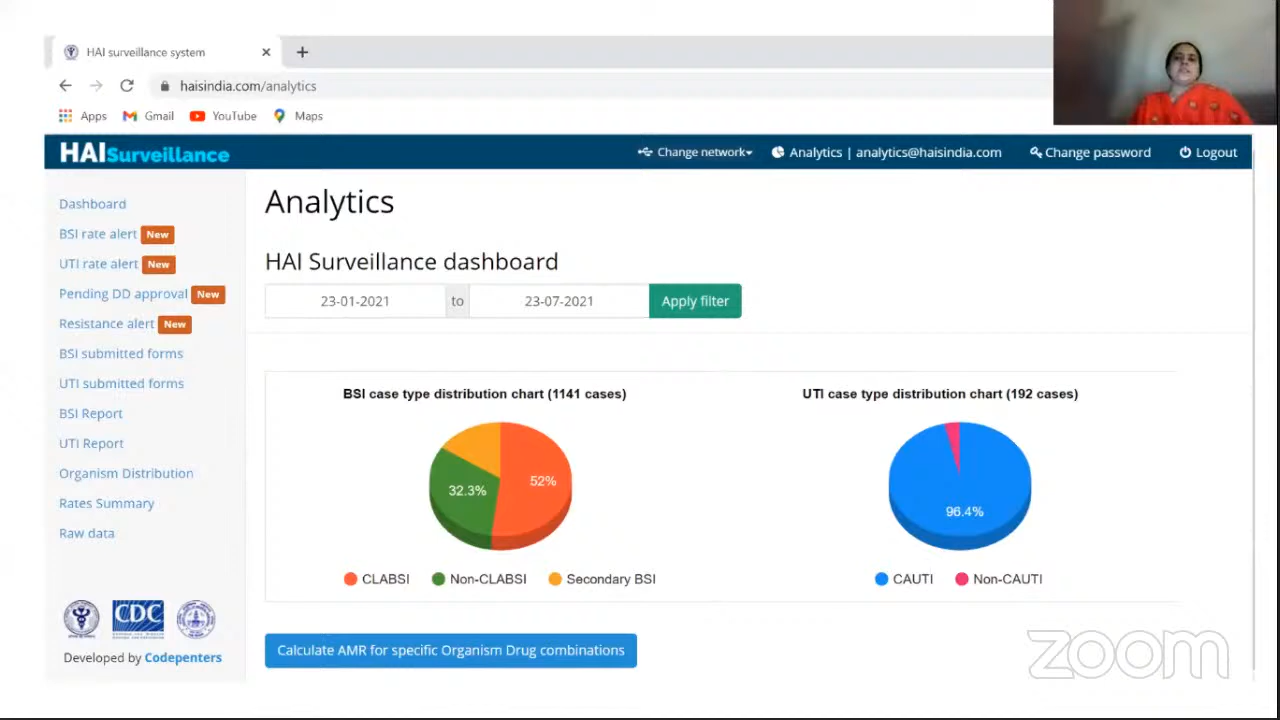 HAI surveillance system
haisindia.com/analytics
Apps Gmail YouTube Maps
HAISurveillance Change network Analytics | analytics@haisindia.com Change password Logout
Dashboard
BSI rate alert New
UTI rate alert New
Pending DD approval New
Resistance alert New
BSI submitted forms
UTI submitted forms
BSI Report
UTI Report
Organism Distribution
Rates Summary
Raw data
CDC
Developed by Codepenters
Analytics
HAI Surveillance dashboard
23-01-2021 to 23-07-2021 Apply filter
BSI case type distribution chart (1141 cases)
52%
32.3%
CLABSI Non-CLABSI Secondary BSI
UTI case type distribution chart (192 cases)
96.4%
CAUTI Non-CAUTI
Calculate AMR for specific Organism Drug combinations
zoom